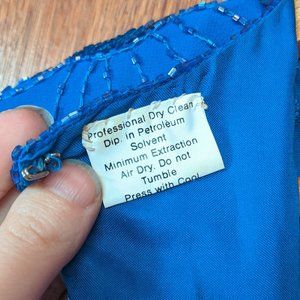 Professional Dry Clean
Dip, in Petroleum
Solvent
Minimum Extraction
Air Dry, Do not
Tumble
Press with Cool